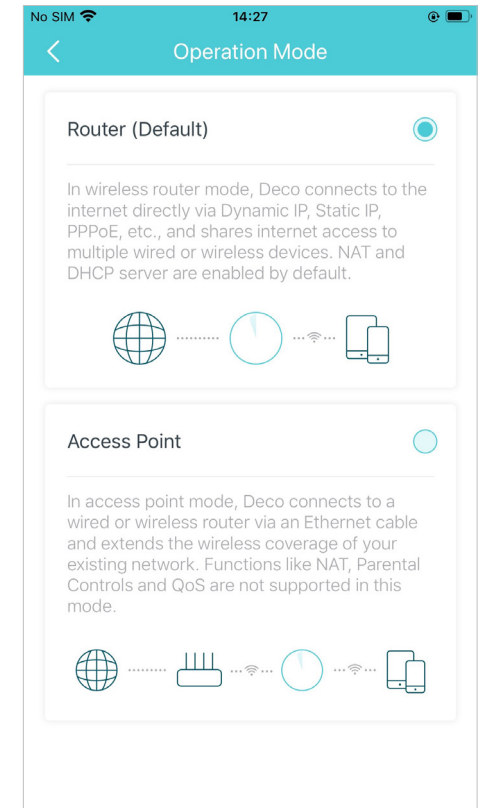 No SIM 14:27
Operation Mode
Router (Default)
In wireless router mode, Deco connects to the
internet directly via Dynamic IP, Static IP,
PPPoE, etc., and shares internet access to
multiple wired or wireless devices. NAT and
DHCP server are enabled by default.
Access Point
In access point mode, Deco connects to a
wired or wireless router via an Ethernet cable
and extends the wireless coverage of your
existing network. Functions like NAT, Parental
Controls and QoS are not supported in this
mode.